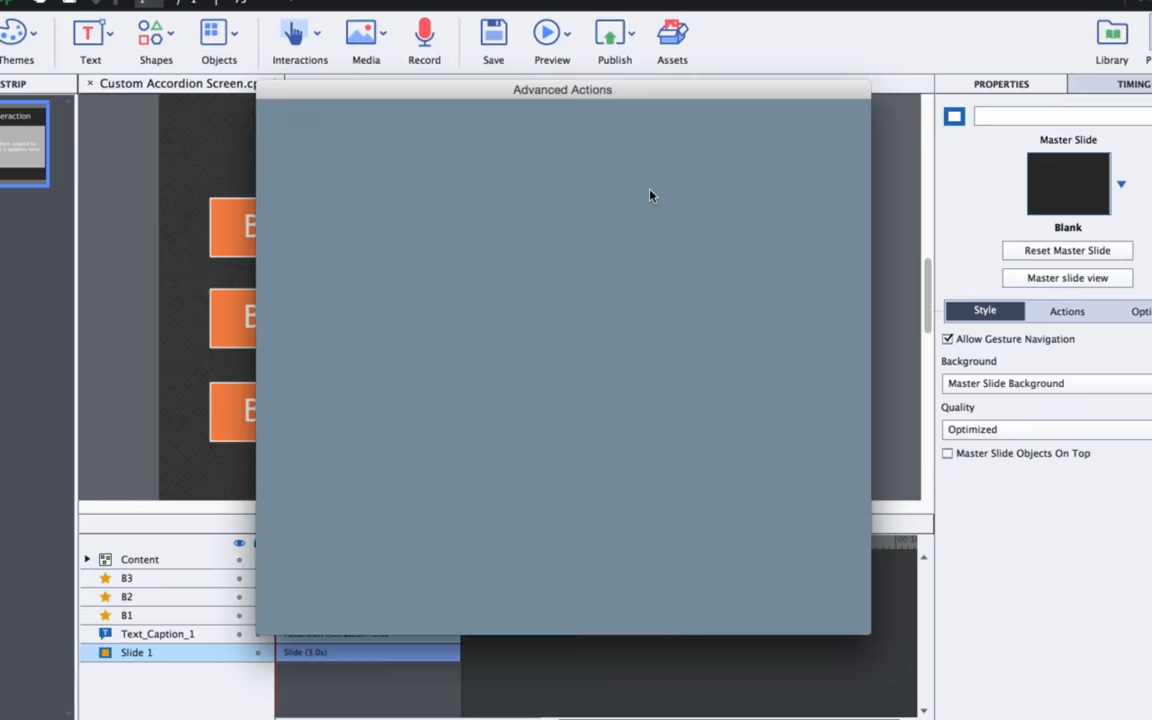 Themes Text Shapes Objects Interactions Media Record Save Preview Publish Assets Library
STRIP × Custom Accordion Screen.cp PROPERTIES TIMING
Advanced Actions
Master Slide
Blank
Reset Master Slide
Master slide view
Style Actions Opti
Allow Gesture Navigation
Background
Master Slide Background
Quality
Optimized
Master Slide Objects On Top
B
B
B
Content
B3
B2
B1
Text_Caption_1
Slide 1 Slide (3.0s)